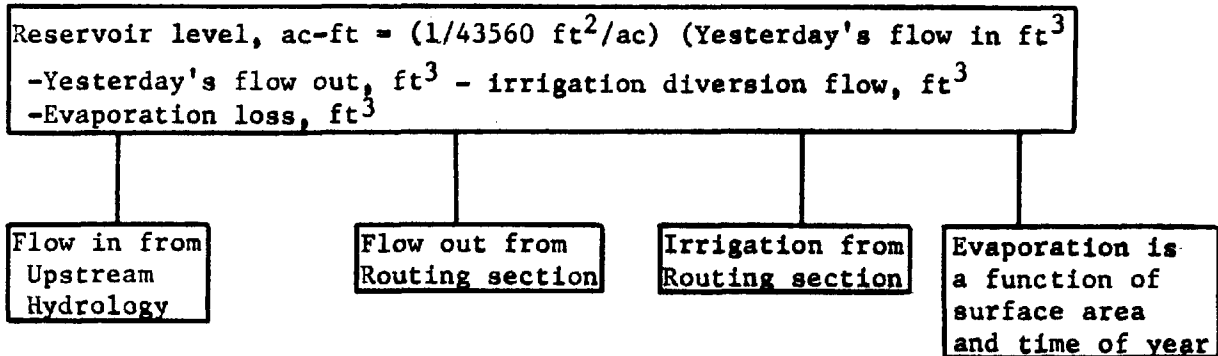 Reservoir level, ac-ft = (1/43560 ft²/ac) (Yesterday's flow in ft³
-Yesterday's flow out, ft³ - irrigation diversion flow, ft³
-Evaporation loss, ft³
Flow in from
Upstream
Hydrology
Flow out from
Routing section
Irrigation from
Routing section
Evaporation is
a function of
surface area
and time of year